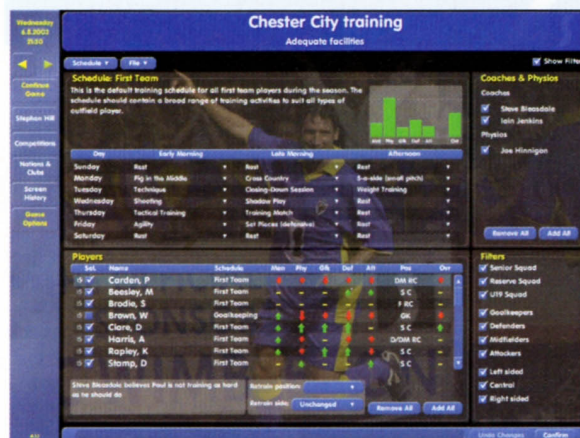 Wednesday
6.8.2003
Chester City training
Adequate facilities
Schedule
File
Show Filter
Continue
Game
Stephen Hill
Competitions
Nations &
Clubs
Screen
History
Game
Options
Schedule: First Team
This is the default training schedule for all first team players during the season. The
schedule should contain a broad range of training activities to suit all types of
outfield player.
Men Phy Gfk Def Att Ovr
Day Early Morning Late Morning Afternoon
Sunday Rest Rest Rest
Monday Pig in the Middle Cross Country 5-a-side (small pitch)
Tuesday Technique Closing-Down Session Weight Training
Wednesday Shooting Shadow Play Rest
Thursday Tactical Training Training Match Rest
Friday Agility Set Pieces (defensive) Rest
Saturday Rest Rest Rest
Coaches & Physios
Coaches
Steve Bleasdale
Iain Jenkins
Physios
Joe Hinnigan
Remove All Add All
Players
Sel. Name Schedule Men Phy Gfk Def Att Pos Ovr
Carden, P First Team DM RC
Beesley, M First Team S C
Brodie, S First Team F RC
Brown, W Goalkeeping GK
Clare, D First Team S C
Harris, A First Team D/DM RC
Rapley, K First Team S C
Stamp, D First Team S C
Steve Bleasdale believes Paul is not training as hard
as he should do
Retrain position:
Retrain side: Unchanged
Remove All Add All
Filters
Senior Squad
Reserve Squad
U19 Squad
Goalkeepers
Defenders
Midfielders
Attackers
Left sided
Central
Right sided
Undo Changes Confirm